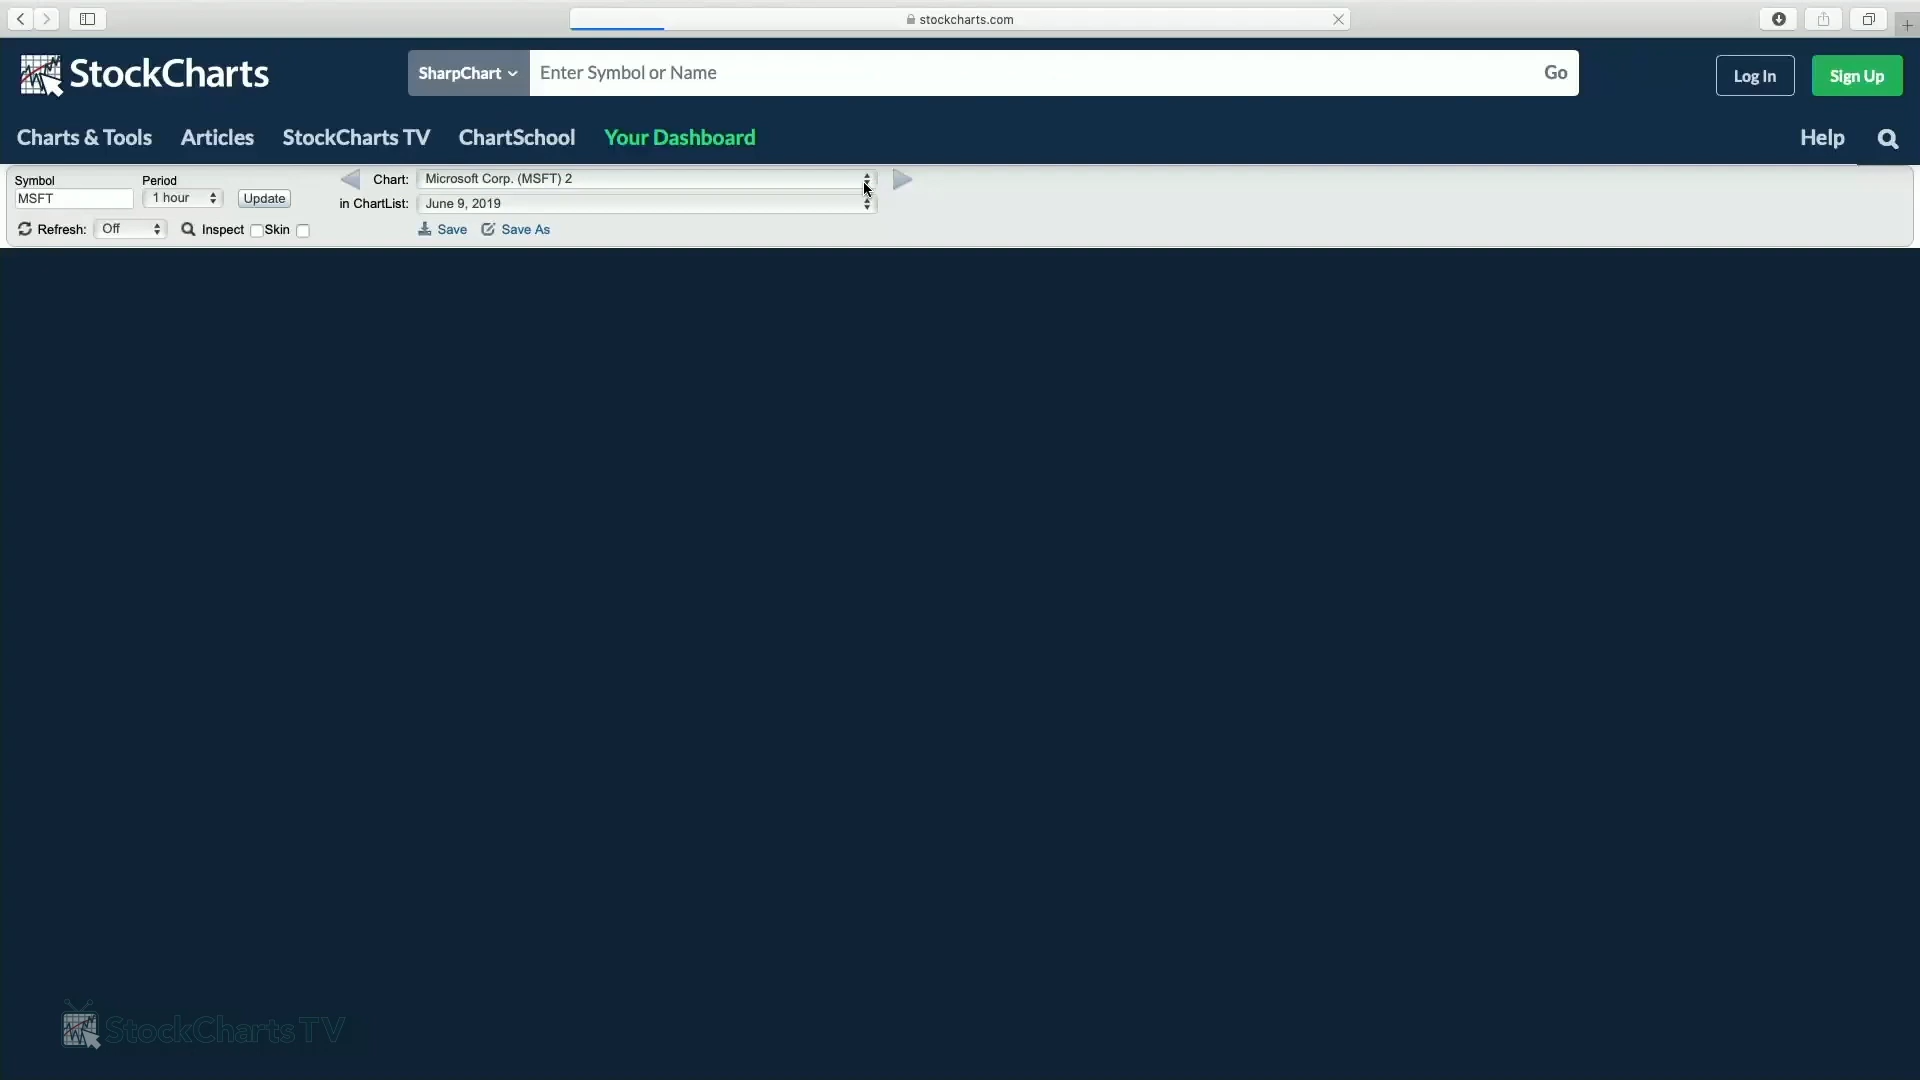 stockcharts.com
StockCharts
SharpChart
Enter Symbol or Name
Go
Log In
Sign Up
Charts & Tools
Articles
StockCharts TV
ChartSchool
Your Dashboard
Help
Symbol
Period
Chart: Microsoft Corp. (MSFT) 2
MSFT
1 hour
Update
in ChartList: June 9, 2019
Refresh: Off
Inspect
Skin
Save
Save As
StockCharts TV